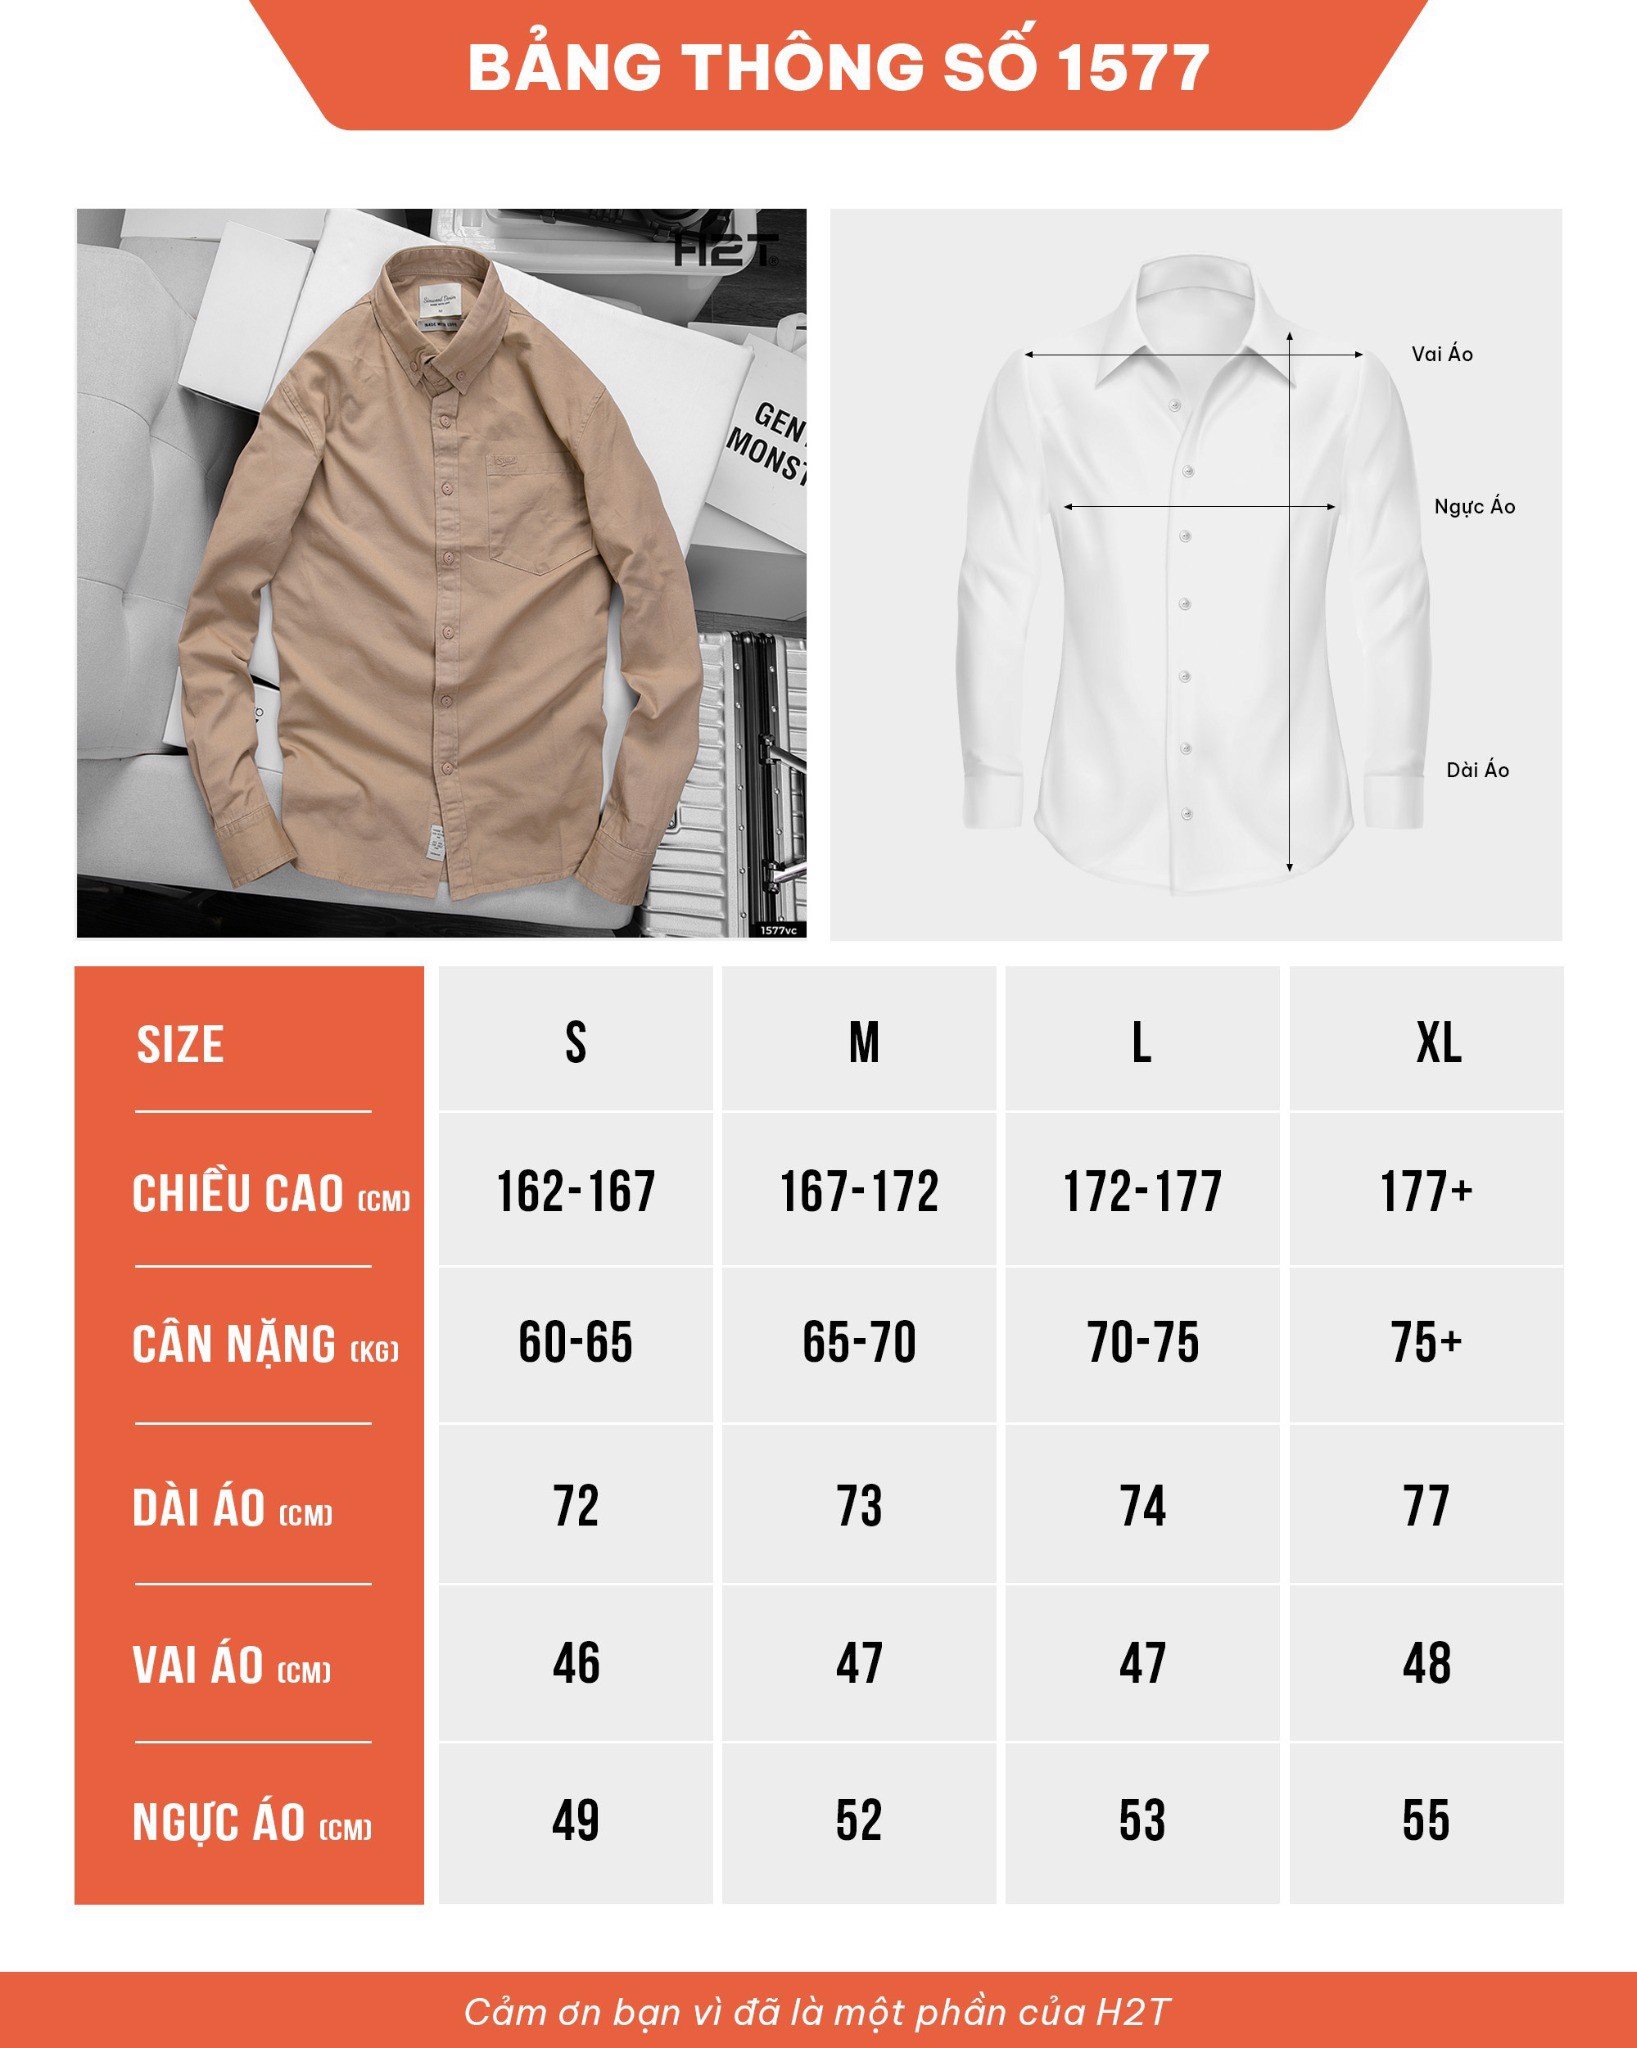 BẢNG THÔNG SỐ 1577
H2T®
GEN
MONST
MADE WITH LOVE
1577vc
Vai Áo
Ngực Áo
Dài Áo
SIZE S M L XL
CHIỀU CAO (CM) 162-167 167-172 172-177 177+
CÂN NẶNG (KG) 60-65 65-70 70-75 75+
DÀI ÁO (CM) 72 73 74 77
VAI ÁO (CM) 46 47 47 48
NGỰC ÁO (CM) 49 52 53 55
Cảm ơn bạn vì đã là một phần của H2T